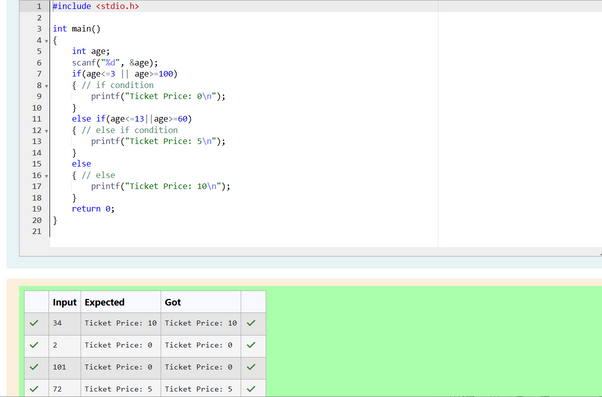 1 #include <stdio.h>
2
3 int main()
4 {
5 int age;
6 scanf("%d", &age);
7 if(age<=3 || age>=100)
8 { // if condition
9 printf("Ticket Price: 0\n");
10 }
11 else if(age<=13||age>=60)
12 { // else if condition
13 printf("Ticket Price: 5\n");
14 }
15 else
16 { // else
17 printf("Ticket Price: 10\n");
18 }
19 return 0;
20 }
21
Input Expected Got
34 Ticket Price: 10 Ticket Price: 10
2 Ticket Price: 0 Ticket Price: 0
101 Ticket Price: 0 Ticket Price: 0
72 Ticket Price: 5 Ticket Price: 5